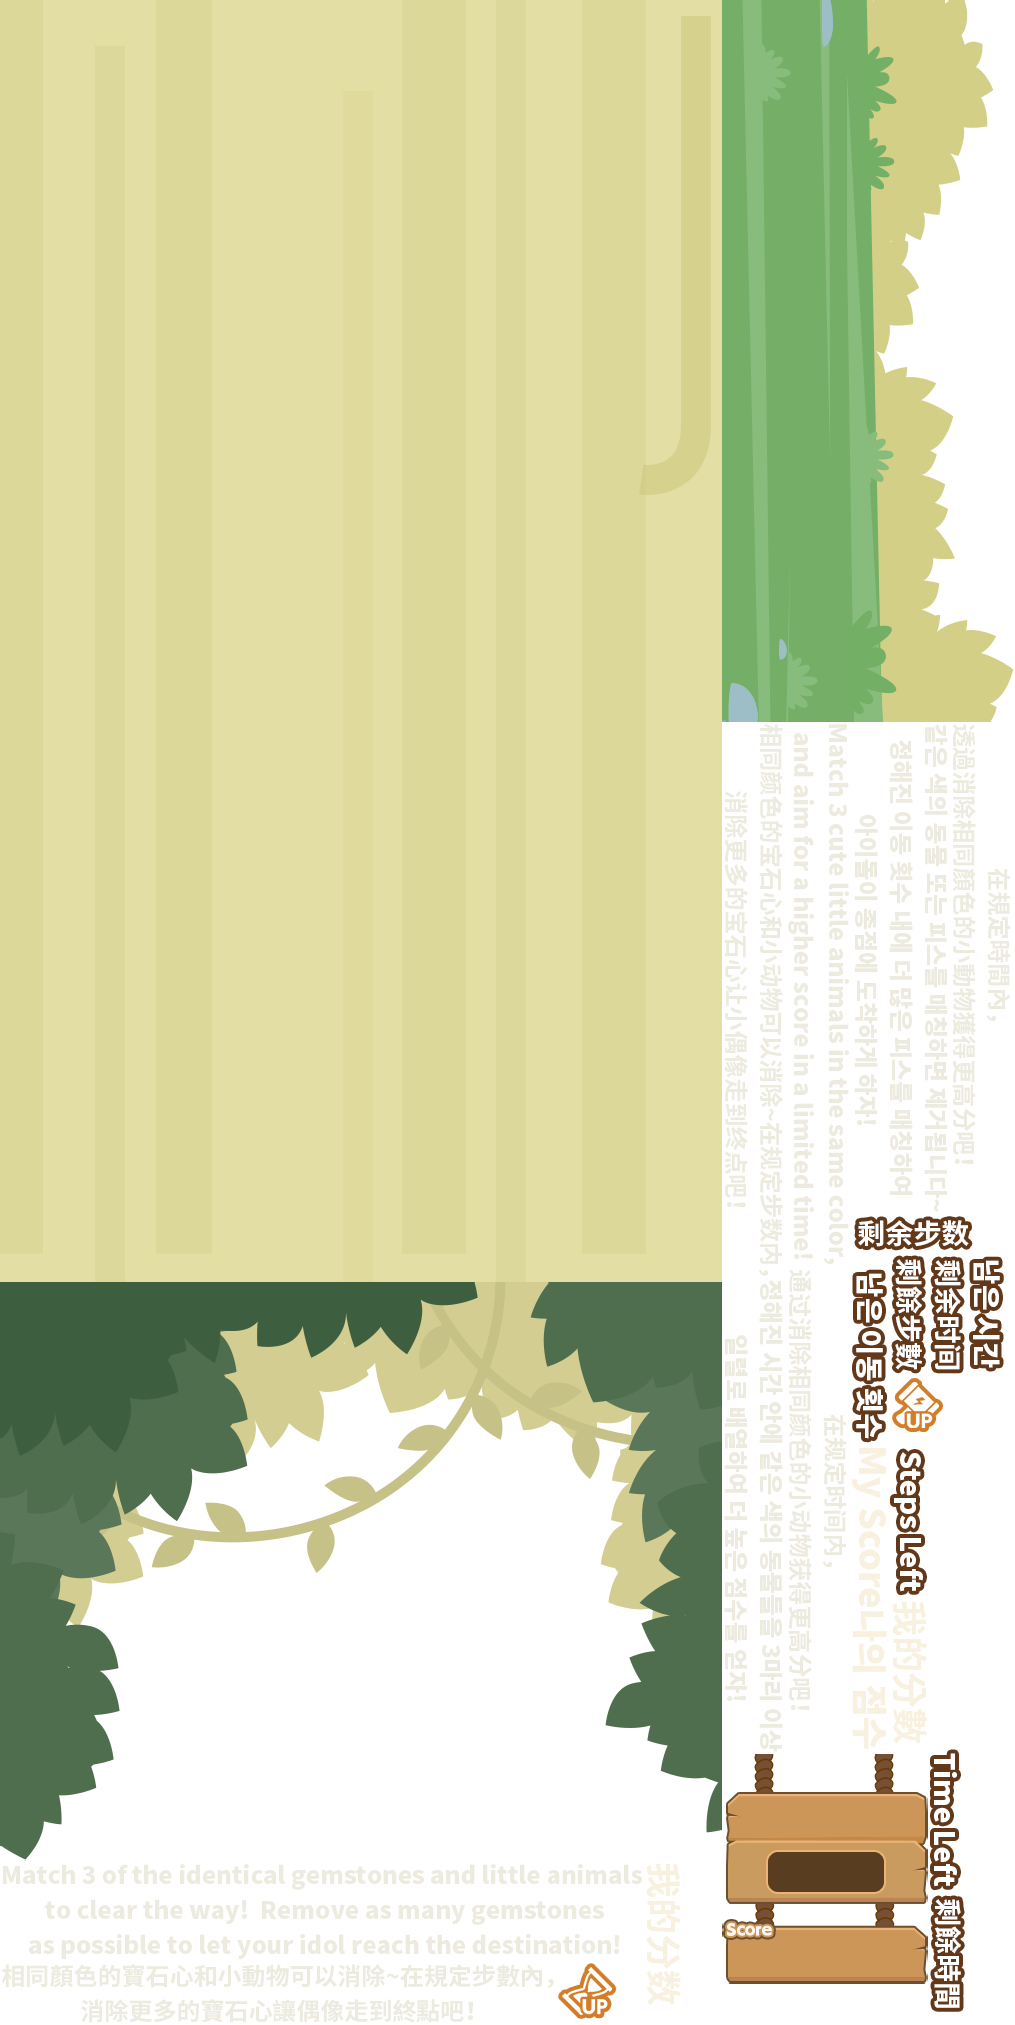 透過消除相同顏色的小動物獲得更高分吧！
在規定時間內，
같은 색의 동물 또는 피스를 매칭하면 제거됩니다~
정해진 이동 횟수 내에 더 많은 피스를 매칭하여
아이돌이 종점에 도착하게 하자!
Match 3 cute little animals in the same color,
and aim for a higher score in a limited time!
相同颜色的宝石心和小动物可以消除~在规定步数内，
消除更多的宝石心让小偶像走到终点吧！
剩余步数
남은 시간
剩余时间
剩餘步數
남은 이동 횟수
UP
Steps Left
在规定时间内，
通过消除相同颜色的小动物获得更高分吧！
정해진 시간 안에 같은 색의 동물들을 3마리 이상
일렬로 배열하여 더 높은 점수를 얻자!
My Score
나의 점수
我的分數
Time Left
剩餘時間
Score
Match 3 of the identical gemstones and little animals
to clear the way! Remove as many gemstones
as possible to let your idol reach the destination!
相同顏色的寶石心和小動物可以消除~在規定步數內，
消除更多的寶石心讓偶像走到終點吧！
我的分数
UP